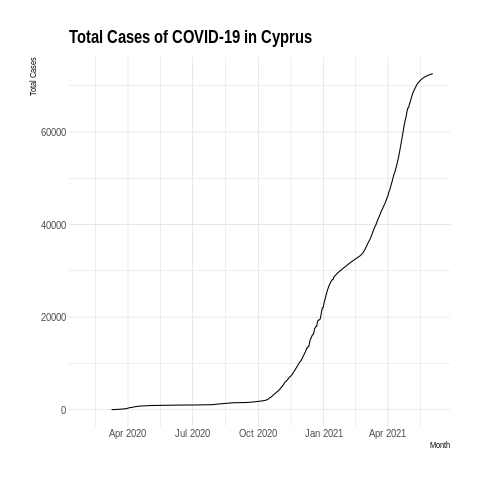 Total Cases of COVID-19 in Cyprus
Total Cases
60000
40000
20000
0
Apr 2020 Jul 2020 Oct 2020 Jan 2021 Apr 2021
Month